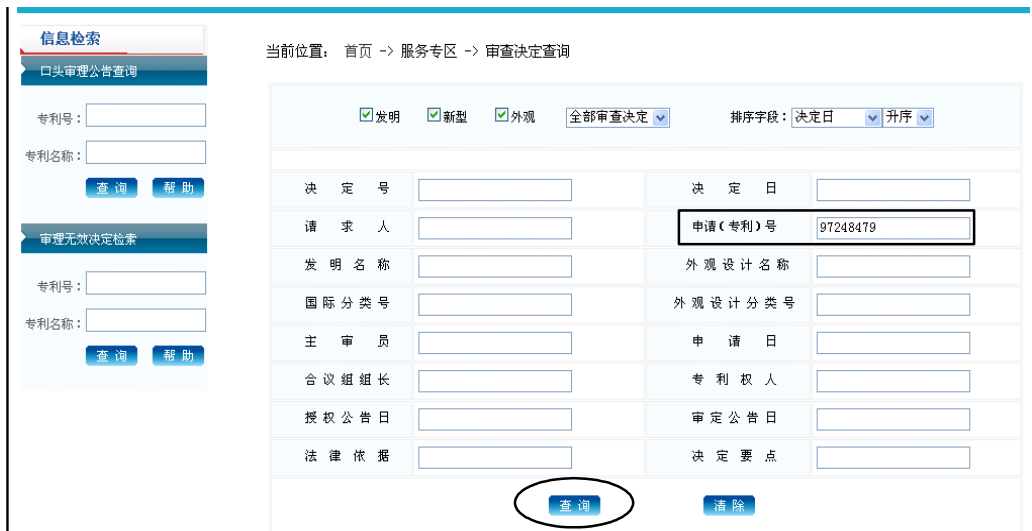 信息检索
口头审理公告查询
专利号：
专利名称：
查 询 帮 助
审理无效决定检索
专利号：
专利名称：
查 询 帮 助
当前位置： 首页 -> 服务专区 -> 审查决定查询
发明 新型 外观 全部审查决定 排序字段：决定日 升序
决 定 号 决 定 日
请 求 人 申请(专利)号 97248479
发 明 名 称 外 观 设 计 名 称
国 际 分 类 号 外 观 设 计 分 类 号
主 审 员 申 请 日
合 议 组 组 长 专 利 权 人
授 权 公 告 日 审 定 公 告 日
法 律 依 据 决 定 要 点
查 询 清 除